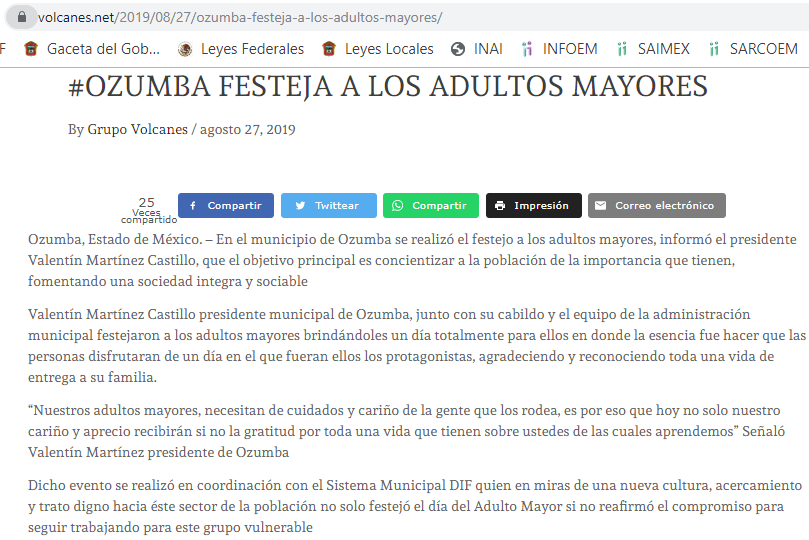 volcanes.net/2019/08/27/ozumba-festeja-a-los-adultos-mayores/
F Gaceta del Gob... Leyes Federales Leyes Locales INAI INFOEM SAIMEX SARCOEM
#OZUMBA FESTEJA A LOS ADULTOS MAYORES
By Grupo Volcanes / agosto 27, 2019
25
Veces
compartido
Compartir Twittear Compartir Impresión Correo electrónico
Ozumba, Estado de México. – En el municipio de Ozumba se realizó el festejo a los adultos mayores, informó el presidente
Valentín Martínez Castillo, que el objetivo principal es concientizar a la población de la importancia que tienen,
fomentando una sociedad integra y sociable
Valentín Martínez Castillo presidente municipal de Ozumba, junto con su cabildo y el equipo de la administración
municipal festejaron a los adultos mayores brindándoles un día totalmente para ellos en donde la esencia fue hacer que las
personas disfrutaran de un día en el que fueran ellos los protagonistas, agradeciendo y reconociendo toda una vida de
entrega a su familia.
“Nuestros adultos mayores, necesitan de cuidados y cariño de la gente que los rodea, es por eso que hoy no solo nuestro
cariño y aprecio recibirán si no la gratitud por toda una vida que tienen sobre ustedes de las cuales aprendemos” Señaló
Valentín Martínez presidente de Ozumba
Dicho evento se realizó en coordinación con el Sistema Municipal DIF quien en miras de una nueva cultura, acercamiento
y trato digno hacia éste sector de la población no solo festejó el día del Adulto Mayor si no reafirmó el compromiso para
seguir trabajando para este grupo vulnerable